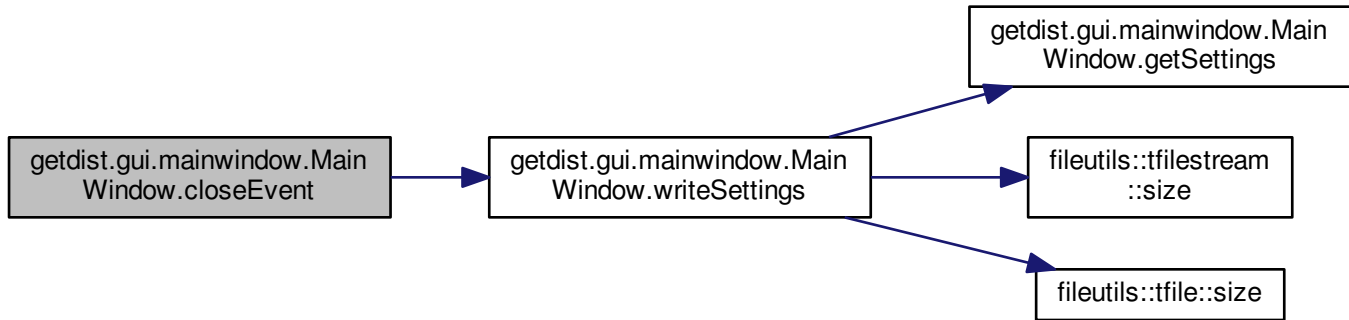 getdist.gui.mainwindow.Main
Window.closeEvent
getdist.gui.mainwindow.Main
Window.writeSettings
getdist.gui.mainwindow.Main
Window.getSettings
fileutils::tfilestream
::size
fileutils::tfile::size